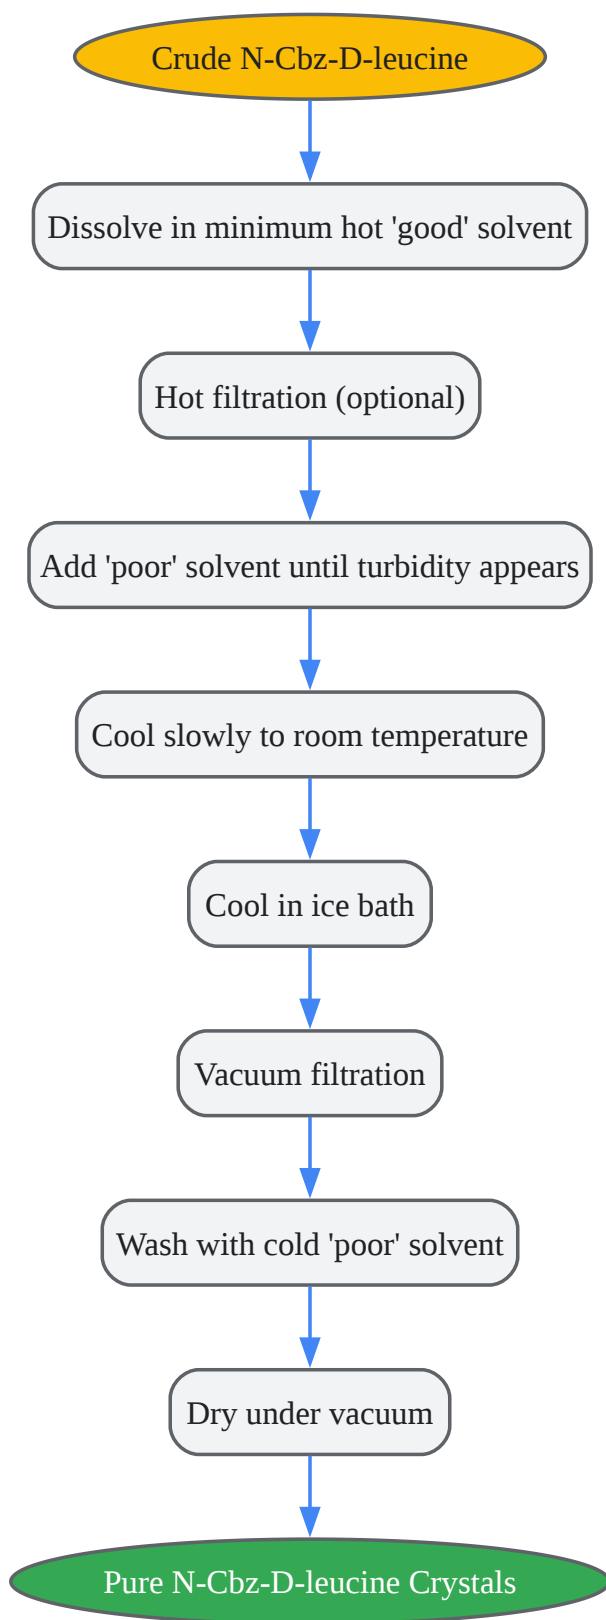 Crude N-Cbz-D-leucine
Dissolve in minimum hot 'good' solvent
Hot filtration (optional)
Add 'poor' solvent until turbidity appears
Cool slowly to room temperature
Cool in ice bath
Vacuum filtration
Wash with cold 'poor' solvent
Dry under vacuum
Pure N-Cbz-D-leucine Crystals